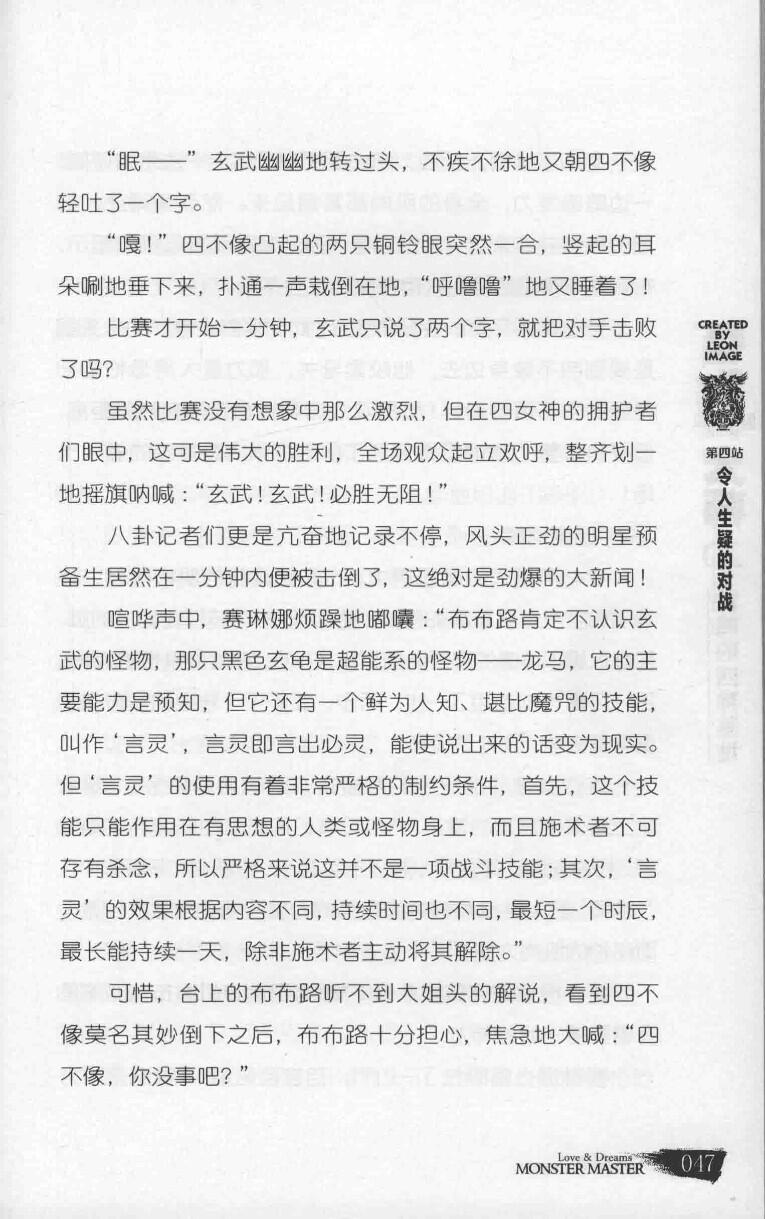 “眠——”玄武幽幽地转过头，不疾不徐地又朝四不像
轻吐了一个字。
“嘎！”四不像凸起的两只铜铃眼突然一合，竖起的耳
朵唰地垂下来，扑通一声栽倒在地，“呼噜噜”地又睡着了！
比赛才开始一分钟，玄武只说了两个字，就把对手击败
了吗？
虽然比赛没有想象中那么激烈，但在四女神的拥护者
们眼中，这可是伟大的胜利，全场观众起立欢呼，整齐划一
地摇旗呐喊：“玄武！玄武！必胜无阻！”
八卦记者们更是亢奋地记录不停，风头正劲的明星预
备生居然在一分钟内便被击倒了，这绝对是劲爆的大新闻！
喧哗声中，赛琳娜烦躁地嘟囔：“布布路肯定不认识玄
武的怪物，那只黑色玄龟是超能系的怪物——龙马，它的主
要能力是预知，但它还有一个鲜为人知、堪比魔咒的技能，
叫作‘言灵’，言灵即言出必灵，能使说出来的话变为现实。
但‘言灵’的使用有着非常严格的制约条件，首先，这个技
能只能作用在有思想的人类或怪物身上，而且施术者不可
存有杀念，所以严格来说这并不是一项战斗技能；其次，‘言
灵’的效果根据内容不同，持续时间也不同，最短一个时辰，
最长能持续一天，除非施术者主动将其解除。”
可惜，台上的布布路听不到大姐头的解说，看到四不
像莫名其妙倒下之后，布布路十分担心，焦急地大喊：“四
不像，你没事吧？”
CREATED
BY
LEON
IMAGE
第四站
令人生疑的对战
Love & Dreams
MONSTER MASTER
047